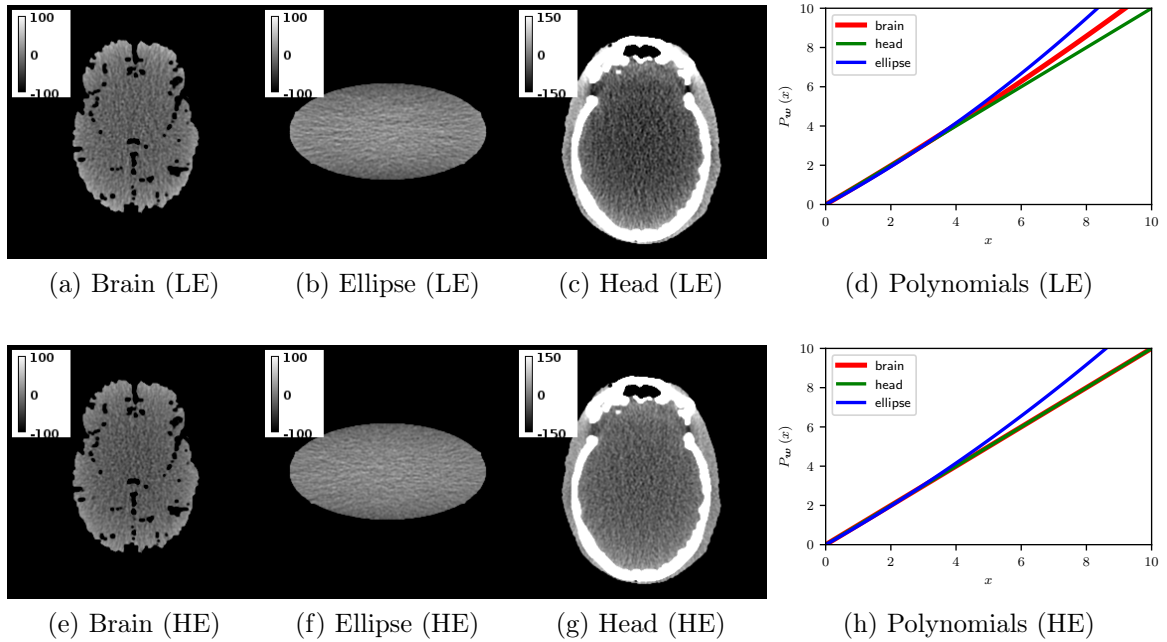 100
0
-100
100
0
-100
150
0
-150
10
8
6
4
2
0
P_w (x)
brain
head
ellipse
0 2 4 6 8 10
x
(a) Brain (LE)
(b) Ellipse (LE)
(c) Head (LE)
(d) Polynomials (LE)
100
0
-100
100
0
-100
150
0
-150
10
8
6
4
2
0
P_w (x)
brain
head
ellipse
0 2 4 6 8 10
x
(e) Brain (HE)
(f) Ellipse (HE)
(g) Head (HE)
(h) Polynomials (HE)